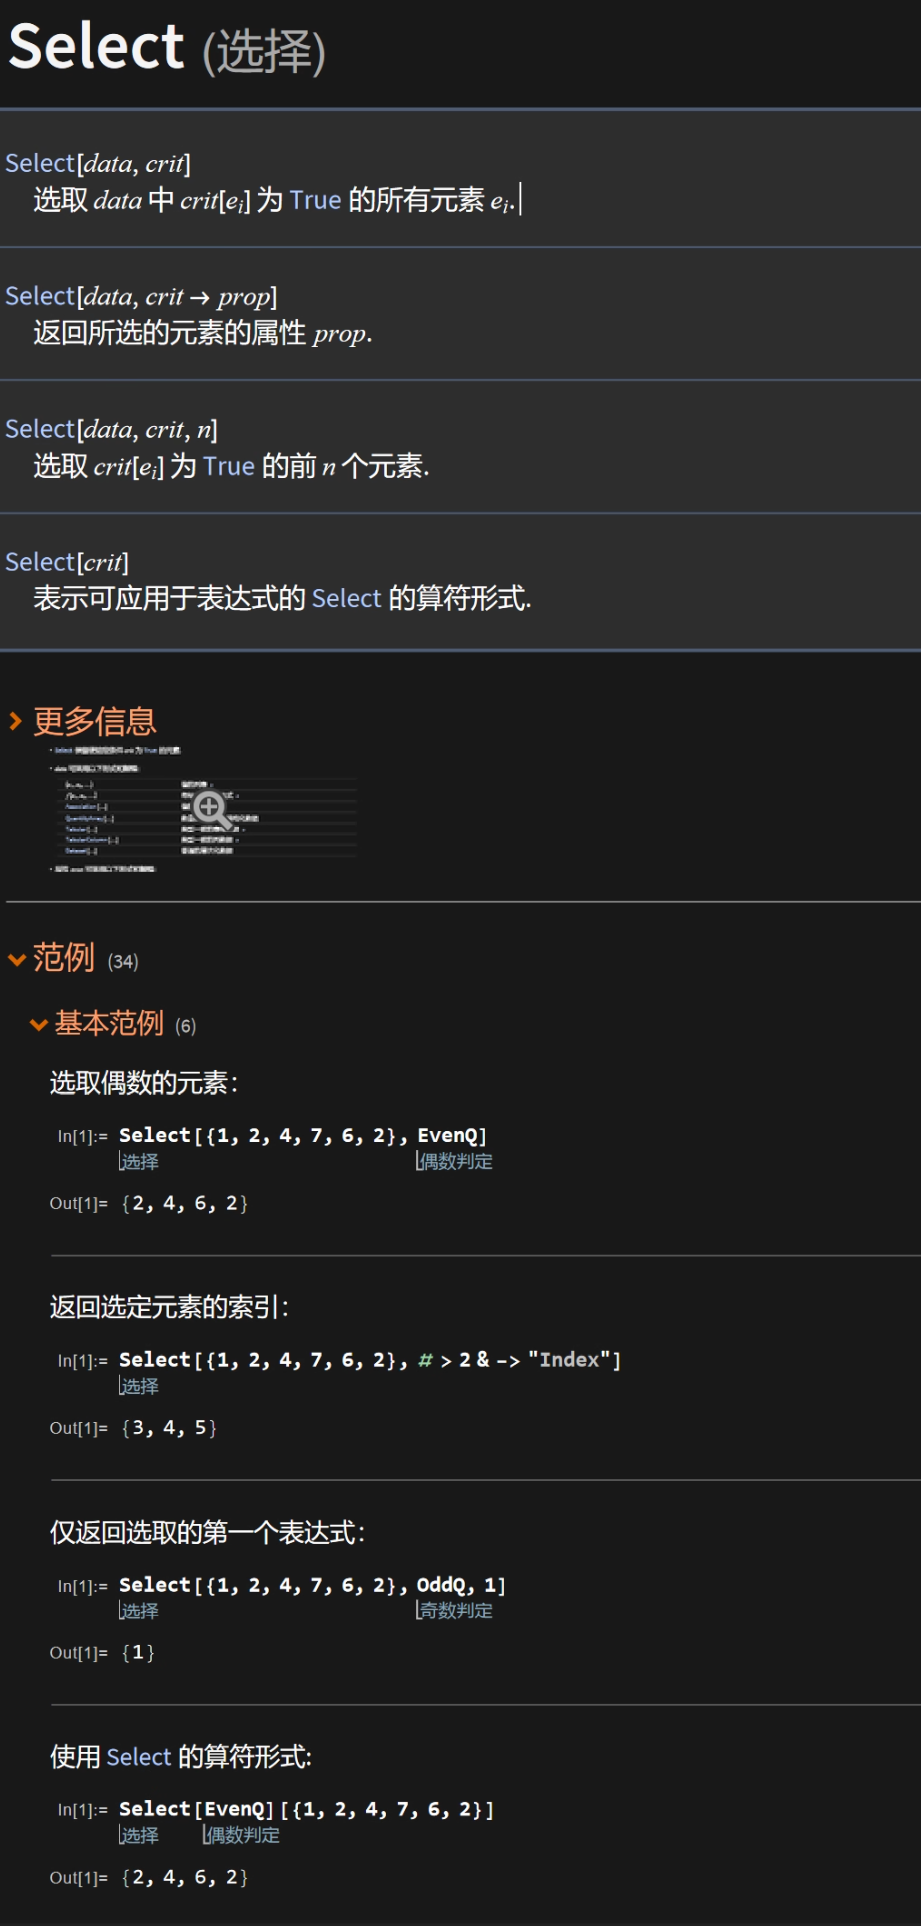 Select (选择)
Select[data, crit]
选取 data 中 crit[ei] 为 True 的所有元素 ei.
Select[data, crit → prop]
返回所选的元素的属性 prop.
Select[data, crit, n]
选取 crit[ei] 为 True 的前 n 个元素.
Select[crit]
表示可应用于表达式的 Select 的算符形式.
更多信息
范例 (34)
基本范例 (6)
选取偶数的元素:
In[1]:= Select[{1, 2, 4, 7, 6, 2}, EvenQ]
选择 偶数判定
Out[1]= {2, 4, 6, 2}
返回选定元素的索引:
In[1]:= Select[{1, 2, 4, 7, 6, 2}, # > 2 & -> "Index"]
选择
Out[1]= {3, 4, 5}
仅返回选取的第一个表达式:
In[1]:= Select[{1, 2, 4, 7, 6, 2}, OddQ, 1]
选择 奇数判定
Out[1]= {1}
使用 Select 的算符形式:
In[1]:= Select[EvenQ][{1, 2, 4, 7, 6, 2}]
选择 偶数判定
Out[1]= {2, 4, 6, 2}